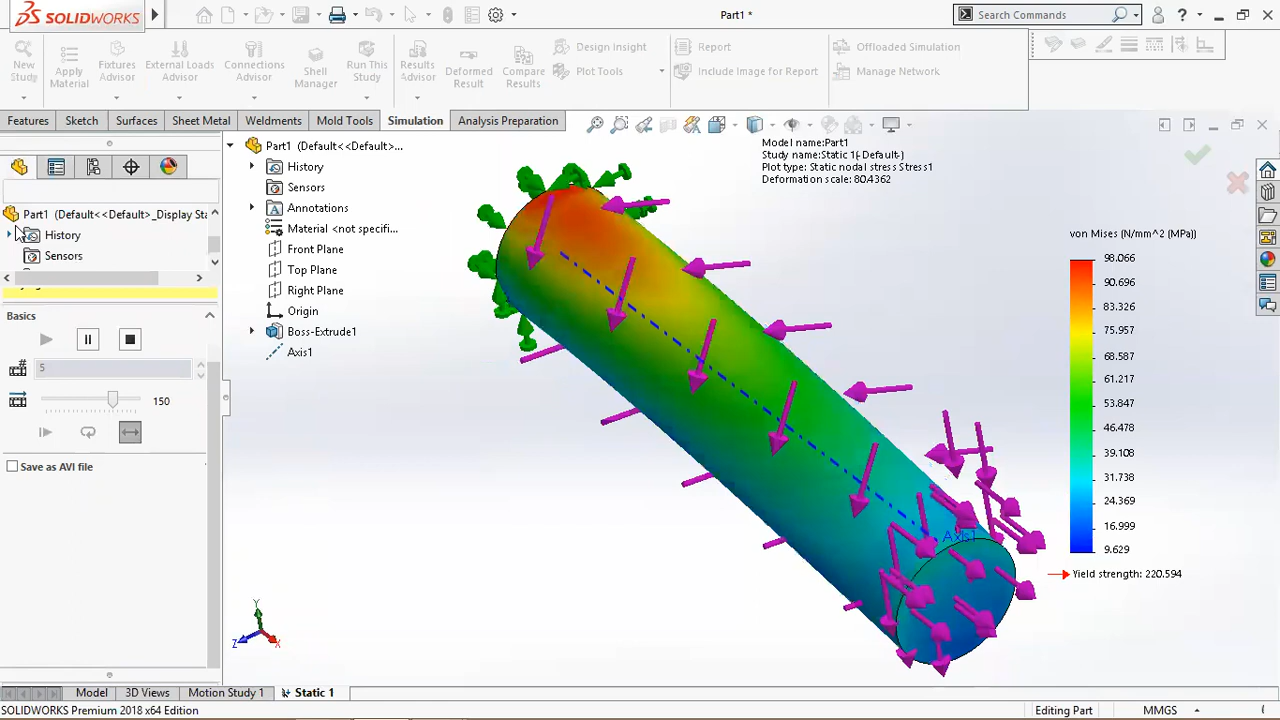 SOLIDWORKS
Part1 *
Search Commands
?
New Study
Apply Material
Fixtures Advisor
External Loads Advisor
Connections Advisor
Shell Manager
Run This Study
Results Advisor
Deformed Result
Compare Results
Design Insight
Plot Tools
Report
Include Image for Report
Offloaded Simulation
Manage Network
Features
Sketch
Surfaces
Sheet Metal
Weldments
Mold Tools
Simulation
Analysis Preparation
Part1 (Default<<Default>_Display Sta
History
Sensors
Basics
5
150
Save as AVI file
Part1 (Default<<Default>...
History
Sensors
Annotations
Material <not specifi...
Front Plane
Top Plane
Right Plane
Origin
Boss-Extrude1
Axis1
Model name:Part1
Study name:Static 1(-Default-)
Plot type: Static nodal stress Stress1
Deformation scale: 80.4362
von Mises (N/mm^2 (MPa))
98.066
90.696
83.326
75.957
68.587
61.217
53.847
46.478
39.108
31.738
24.369
16.999
9.629
Yield strength: 220.594
Axis1
Y
Z
X
Model
3D Views
Motion Study 1
Static 1
SOLIDWORKS Premium 2018 x64 Edition
Editing Part
MMGS